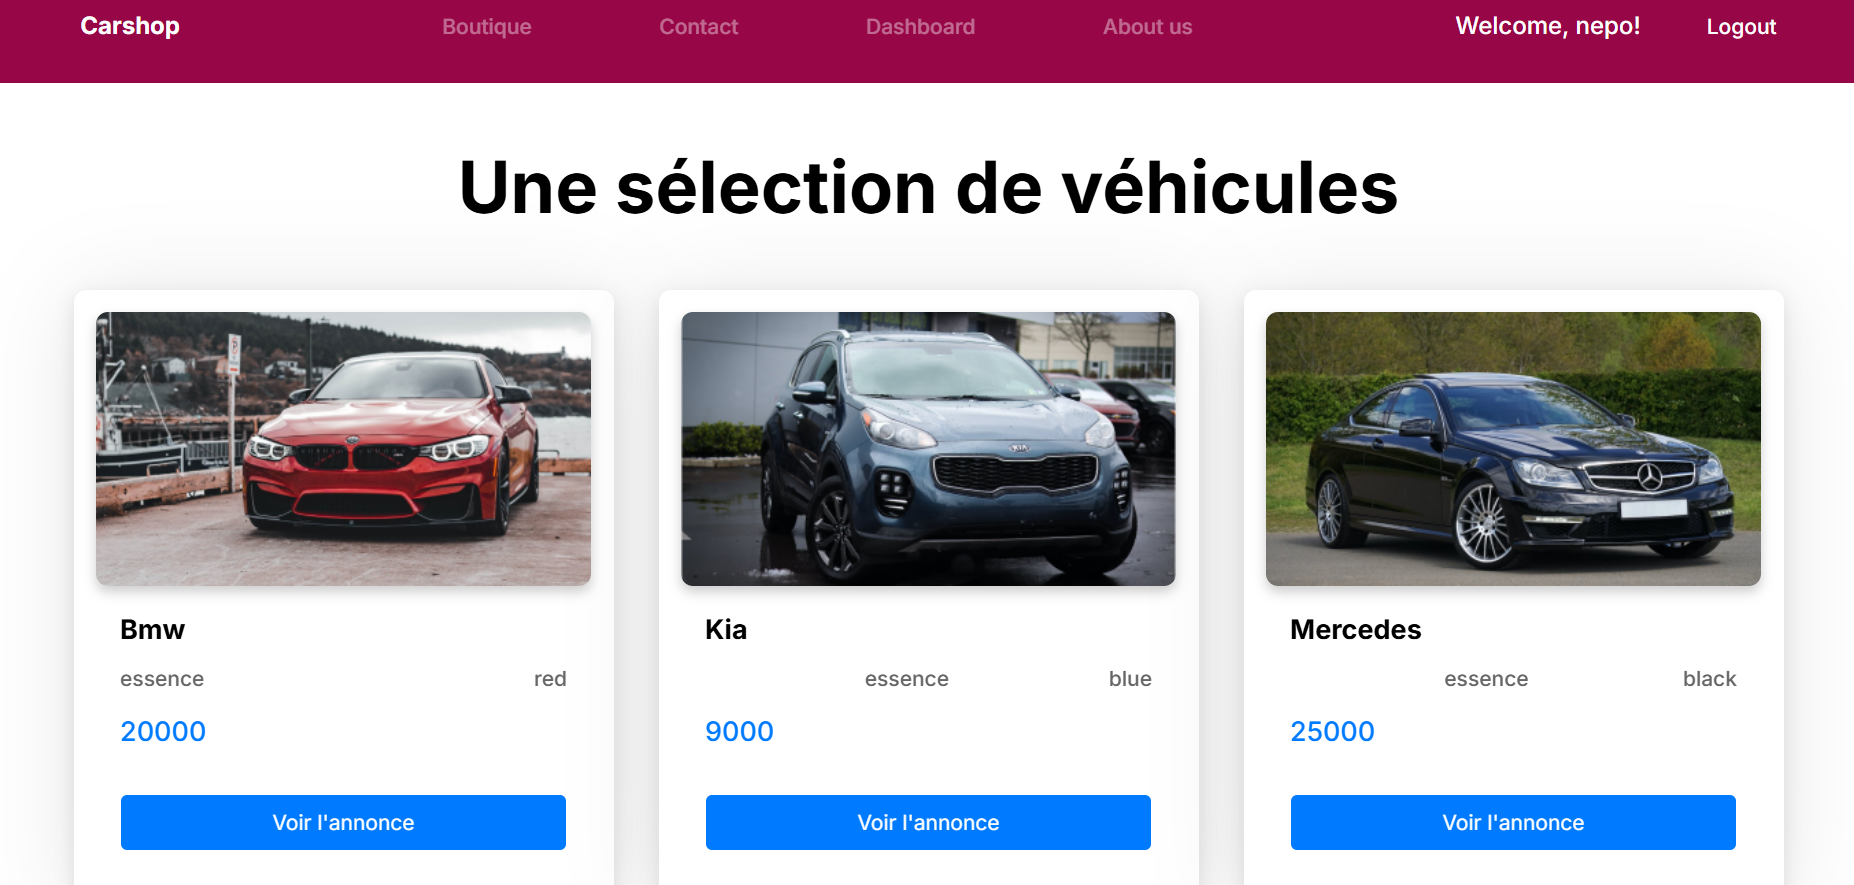 Carshop Boutique Contact Dashboard About us Welcome, nepo! Logout
Une sélection de véhicules
KIA
Bmw
essence red
20000
Voir l'annonce
Kia
essence blue
9000
Voir l'annonce
Mercedes
essence black
25000
Voir l'annonce